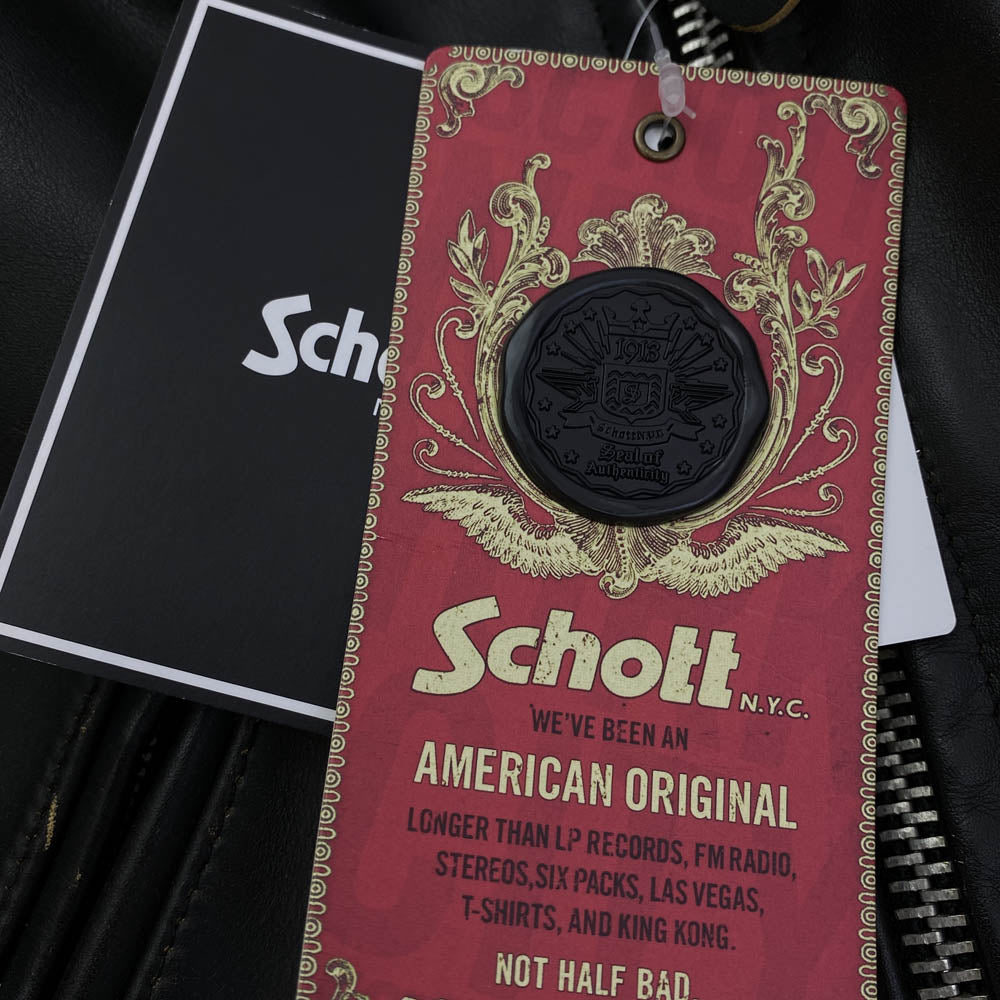 Scho
1913
S
Schott N.Y.C.
Seal of
Authenticity
Schott N.Y.C.
WE'VE BEEN AN
AMERICAN ORIGINAL
LONGER THAN LP RECORDS, FM RADIO,
STEREOS, SIX PACKS, LAS VEGAS,
T-SHIRTS, AND KING KONG.
NOT HALF BAD.